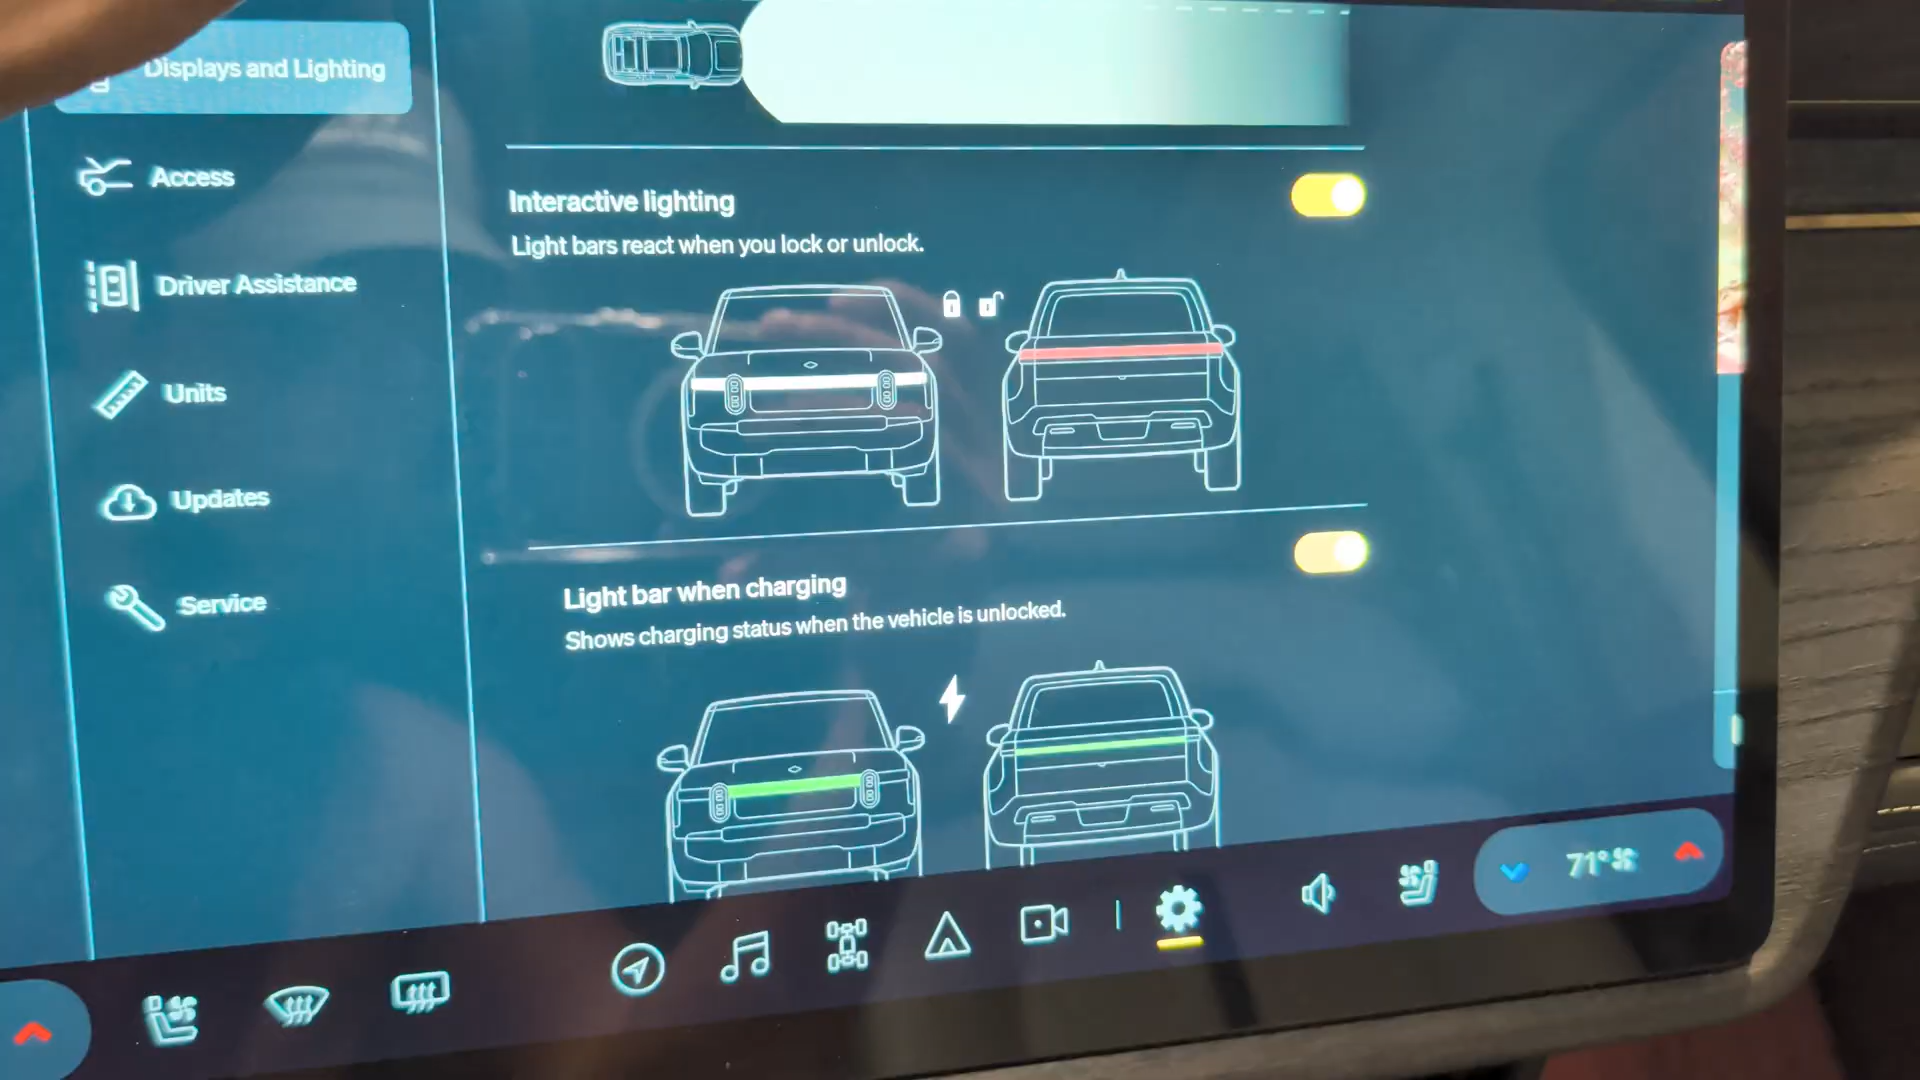 Displays and Lighting
Access
Driver Assistance
Units
Updates
Service
Interactive lighting
Light bars react when you lock or unlock.
Light bar when charging
Shows charging status when the vehicle is unlocked.
71°